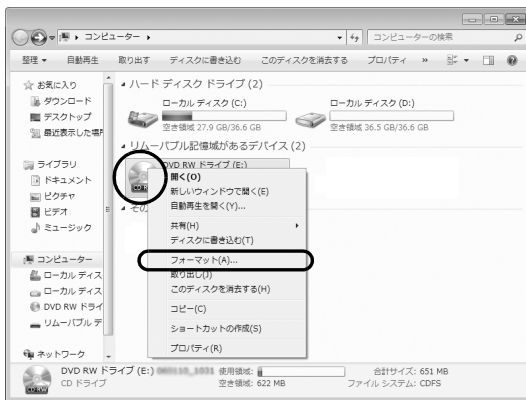 コンピューター
コンピューターの検索
整理
自動再生
取り出す
ディスクに書き込む
このディスクを消去する
プロパティ
»
お気に入り
ダウンロード
デスクトップ
最近表示した場所
ライブラリ
ドキュメント
ピクチャ
ビデオ
ミュージック
コンピューター
ローカル ディス
ローカル ディス
DVD RW ドライ
リムーバブル デ
ネットワーク
ハード ディスク ドライブ (2)
ローカル ディスク (C:)
空き領域 27.9 GB/36.6 GB
ローカル ディスク (D:)
空き領域 36.5 GB/36.6 GB
リムーバブル記憶域があるデバイス (2)
DVD RW ドライブ (E:)
CD RW
その
開く(O)
新しいウィンドウで開く(E)
自動再生を開く(Y)...
共有(H)
ディスクに書き込む(T)
フォーマット(A)...
取り出し(J)
このディスクを消去する(H)
コピー(C)
ショートカットの作成(S)
プロパティ(R)
DVD RW ドライブ (E:)
使用領域:
合計サイズ: 651 MB
CD ドライブ
空き領域: 622 MB
ファイル システム: CDFS
CD RW